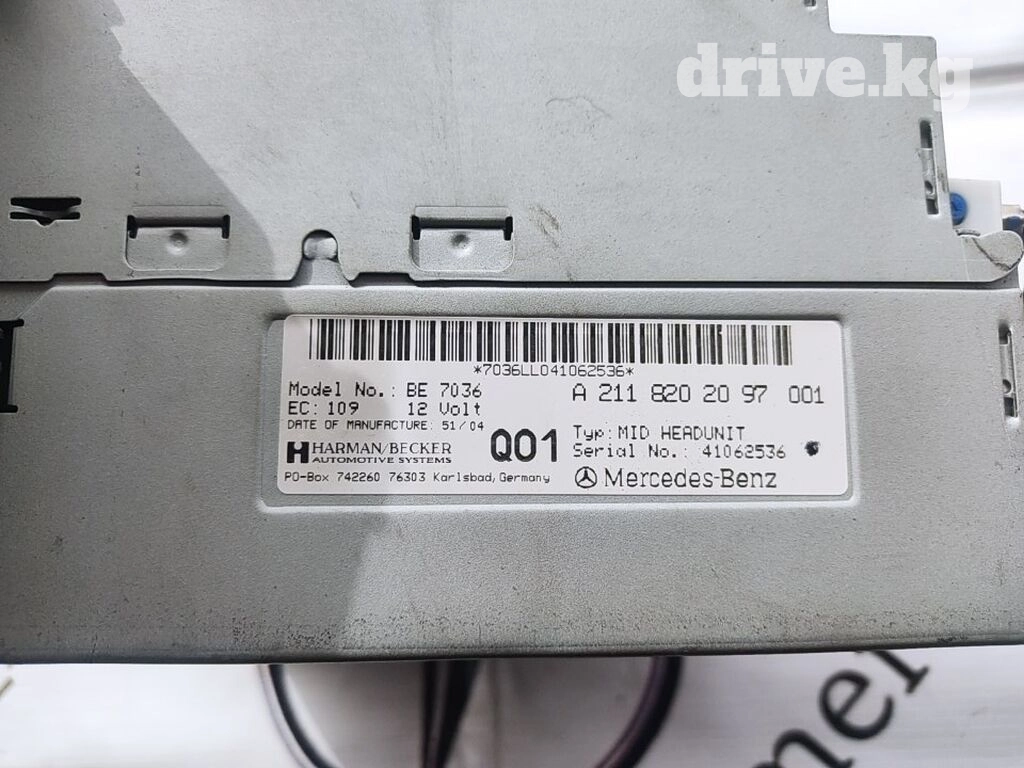 drive.kg
*7036LL041062536*
Model No.: BE 7036
A 211 820 20 97 001
EC: 109 12 Volt
DATE OF MANUFACTURE: 51/04
HARMAN/BECKER
AUTOMOTIVE SYSTEMS
Q01
Typ: MID HEADUNIT
Serial No.: 41062536
PO-Box 742260 76303 Karlsbad, Germany
Mercedes-Benz